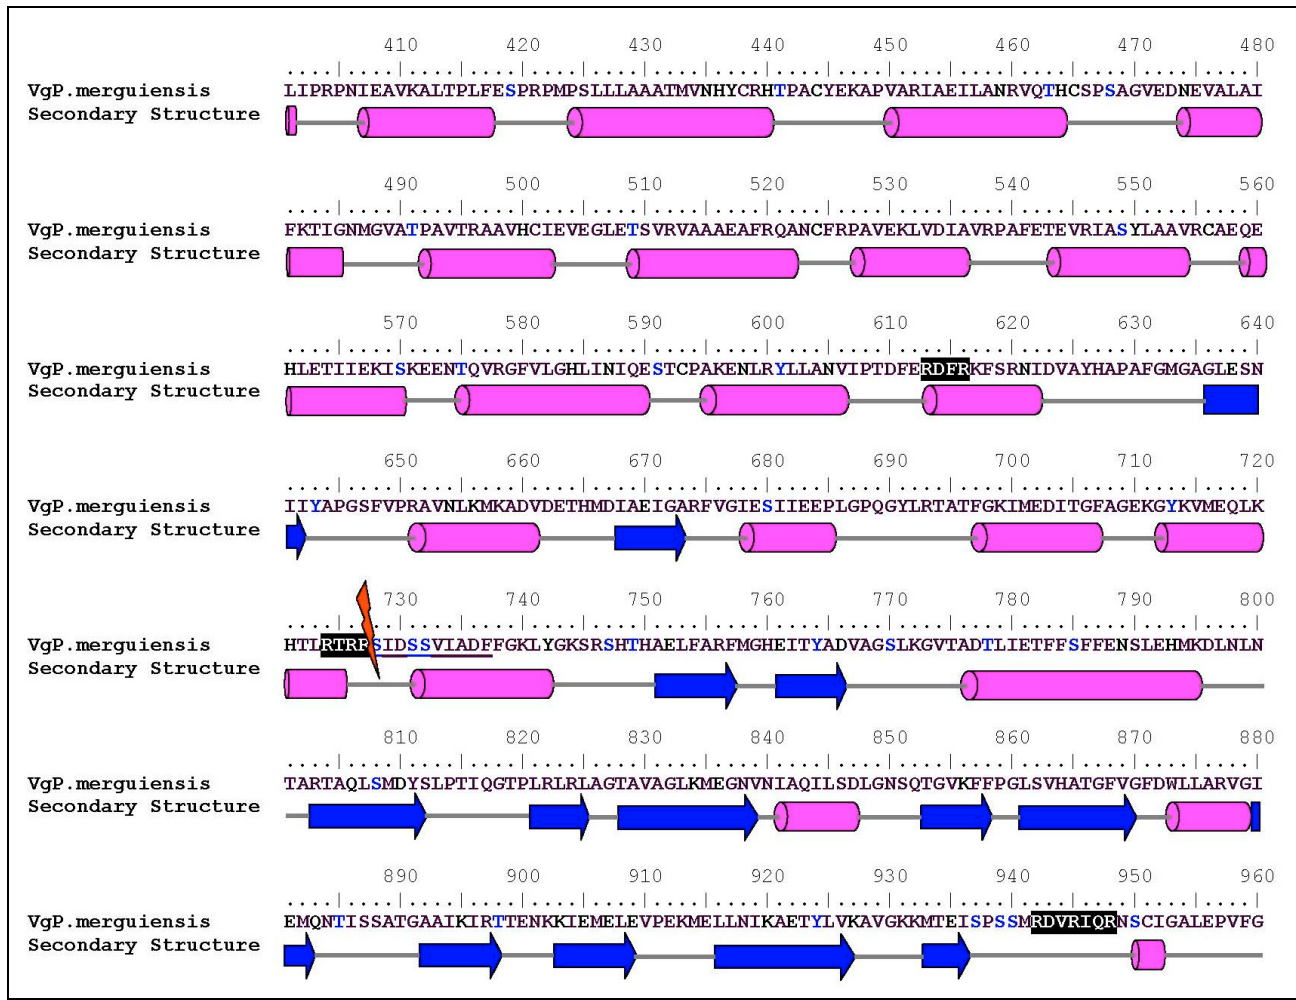 410 420 430 440 450 460 470 480
VgP.merguiensis LIPRPNIEAVKALTPLFESPRPMPSLLLAAATMVNHYCRHTPACYEKAPVARIAEILANRVQTHCSPSAGVEDNEVALAI
Secondary Structure
490 500 510 520 530 540 550 560
VgP.merguiensis FKTIGNMGVATPAVTRAAVHCIEVEGLETSVRVAAAEAFRQANCFRPAVEKLVDIAVRPAFETEVRIASYLAAVRCAEQE
Secondary Structure
570 580 590 600 610 620 630 640
VgP.merguiensis HLETIIEKISKEENTQVRGFVLGHLINIQESTCPAKENLRYLLANVIPTDFERDFRKFSRNIDVAYHAPAFGMGAGLESN
Secondary Structure
650 660 670 680 690 700 710 720
VgP.merguiensis IIYAPGSFVPRAVNLKMKADVDETHMDIAEIGARFVGIESIIEEPLGPQGYLRTATFGKIMEDITGFAGEKGYKVMEQLK
Secondary Structure
730 740 750 760 770 780 790 800
VgP.merguiensis HTLRTRRSIDSSVIADFFGKLYGKSRSHTHAELFARFMGHEITYADVAGSLKGVTADTLIETFFSFFENSLEHMKDLNLN
Secondary Structure
810 820 830 840 850 860 870 880
VgP.merguiensis TARTAQLSMDYSLPTIQGTPLRLRLAGTAVAGLKMEGNVNIAQILSDLGNSQTGVKFFPGLSVHATGFVGFDWLLARVGI
Secondary Structure
890 900 910 920 930 940 950 960
VgP.merguiensis EMQNTISSATGAAIKIRTTENKKIEMELEVPEKMELLNIKAETYLVKAVGKKMTEISPSSMRDVRIQRNSCIGALEPVFG
Secondary Structure